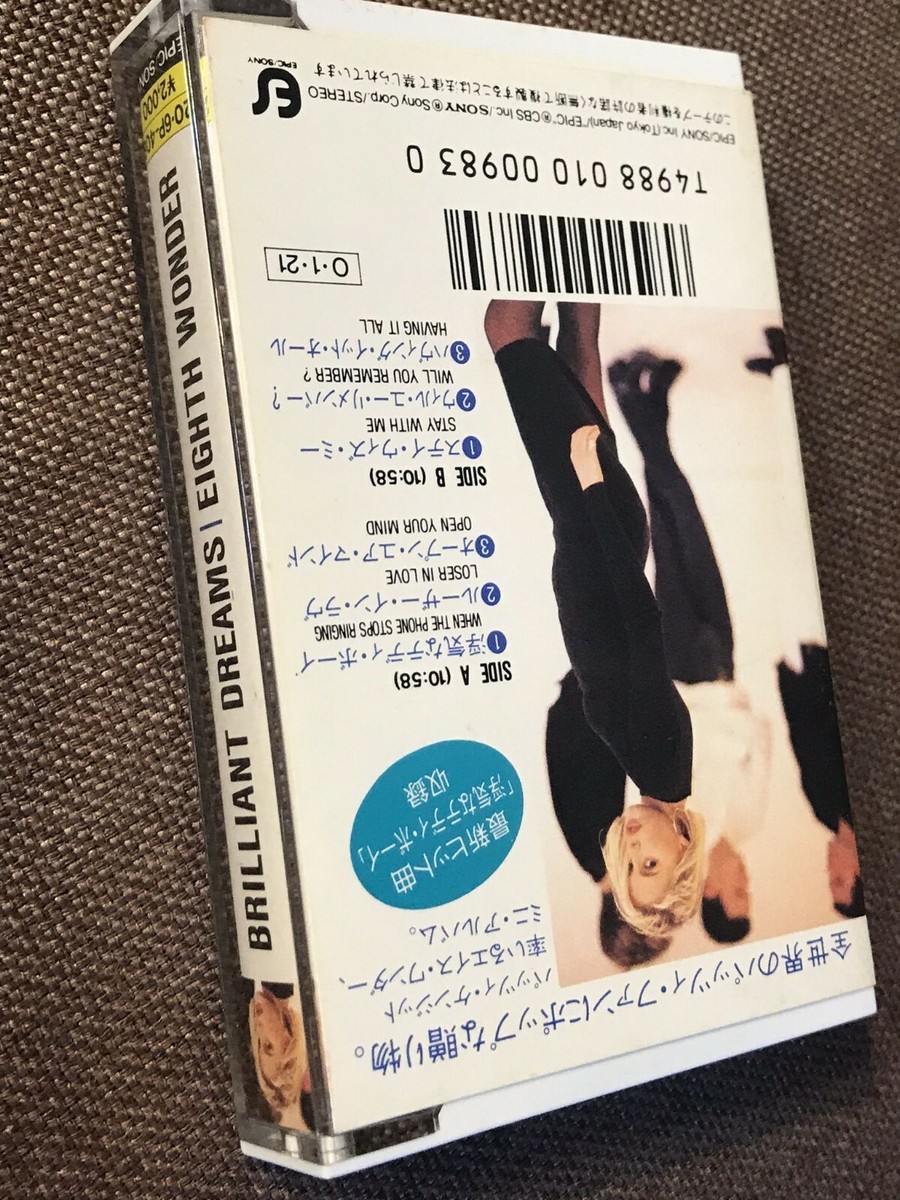 全世界のパッツィ・ファンにポップな贈り物。
パッツィ・ケンジット
率いるエイス・ワンダー、
ミニ・アルバム。
最新ヒット曲
「浮気なテディ・ボーイ」
収録
SIDE A (10:58)
❶浮気なテディ・ボーイ
WHEN THE PHONE STOPS RINGING
❷ルーザー・イン・ラヴ
LOSER IN LOVE
❸オープン・ユア・マインド
OPEN YOUR MIND
SIDE B (10:58)
❶ステイ・ウィズ・ミー
STAY WITH ME
❷ウィル・ユー・リメンバー?
WILL YOU REMEMBER?
❸ハヴィング・イット・オール
HAVING IT ALL
O・1・21
T4988 010 00983 0
EPIC/SONY Inc.(Tokyo Japan)/"EPIC"®CBS Inc./SONY®Sony Corp./STEREO
このテープを権利者の許諾なく無断で複製することは法律で禁じられています
ES
EPIC/SONY
BRILLIANT DREAMS | EIGHTH WONDER
¥2,000
EPIC/SON